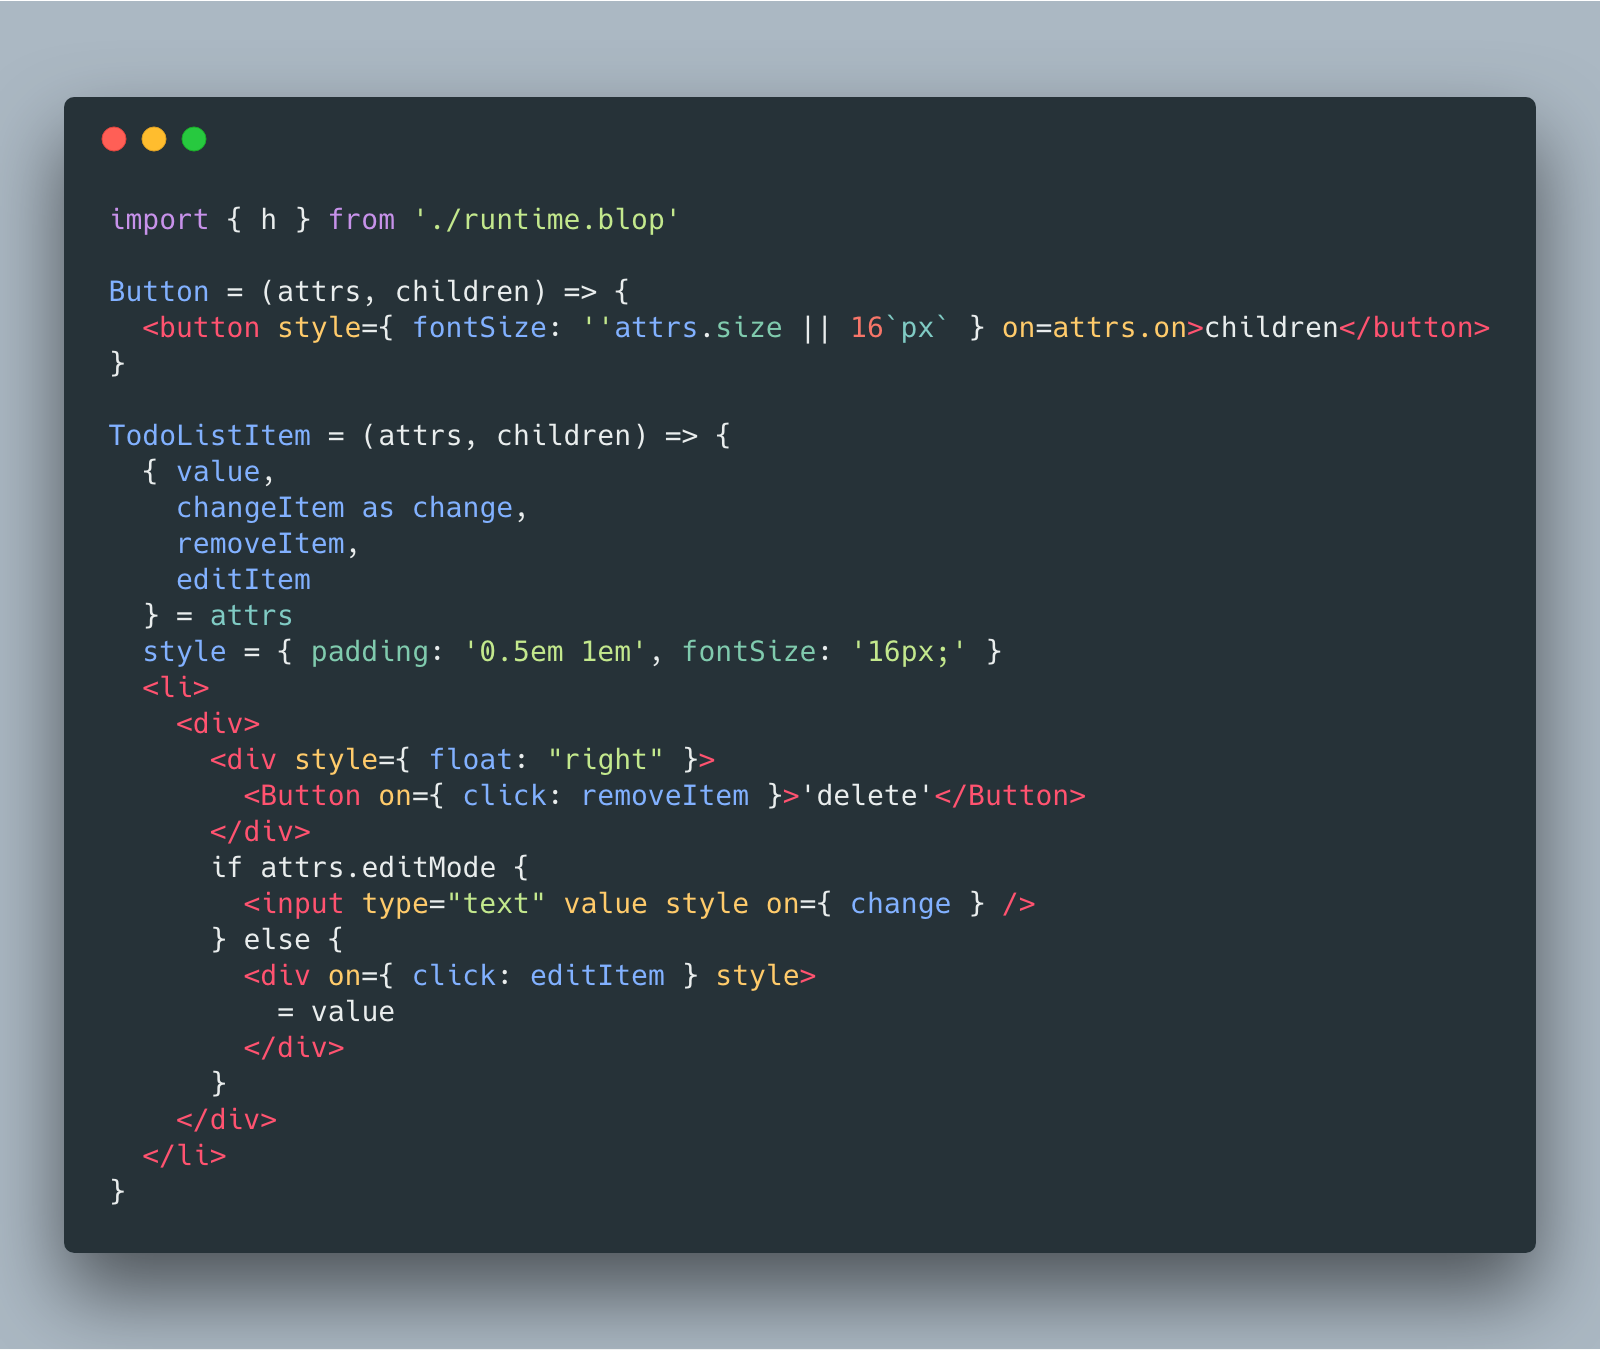 import { h } from './runtime.blop'

Button = (attrs, children) => {
  <button style={ fontSize: ''attrs.size || 16`px` } on=attrs.on>children</button>
}

TodoListItem = (attrs, children) => {
  { value,
    changeItem as change,
    removeItem,
    editItem
  } = attrs
  style = { padding: '0.5em 1em', fontSize: '16px;' }
  <li>
    <div>
      <div style={ float: "right" }>
        <Button on={ click: removeItem }>'delete'</Button>
      </div>
      if attrs.editMode {
        <input type="text" value style on={ change } />
      } else {
        <div on={ click: editItem } style>
          = value
        </div>
      }
    </div>
  </li>
}